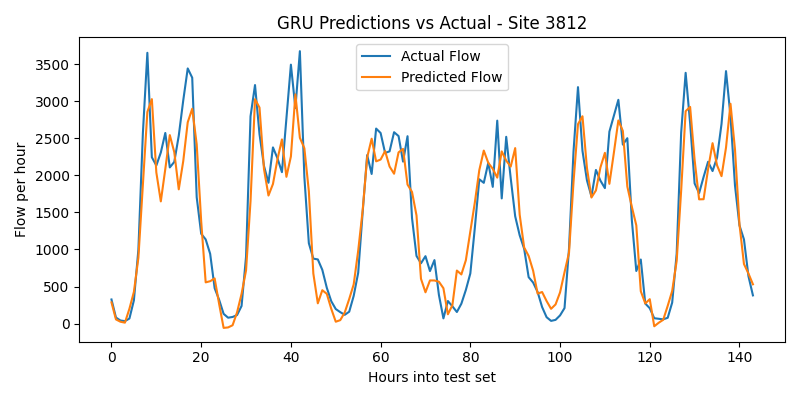 GRU Predictions vs Actual - Site 3812
Actual Flow
Predicted Flow
Flow per hour
3500
3000
2500
2000
1500
1000
500
0
0 20 40 60 80 100 120 140
Hours into test set